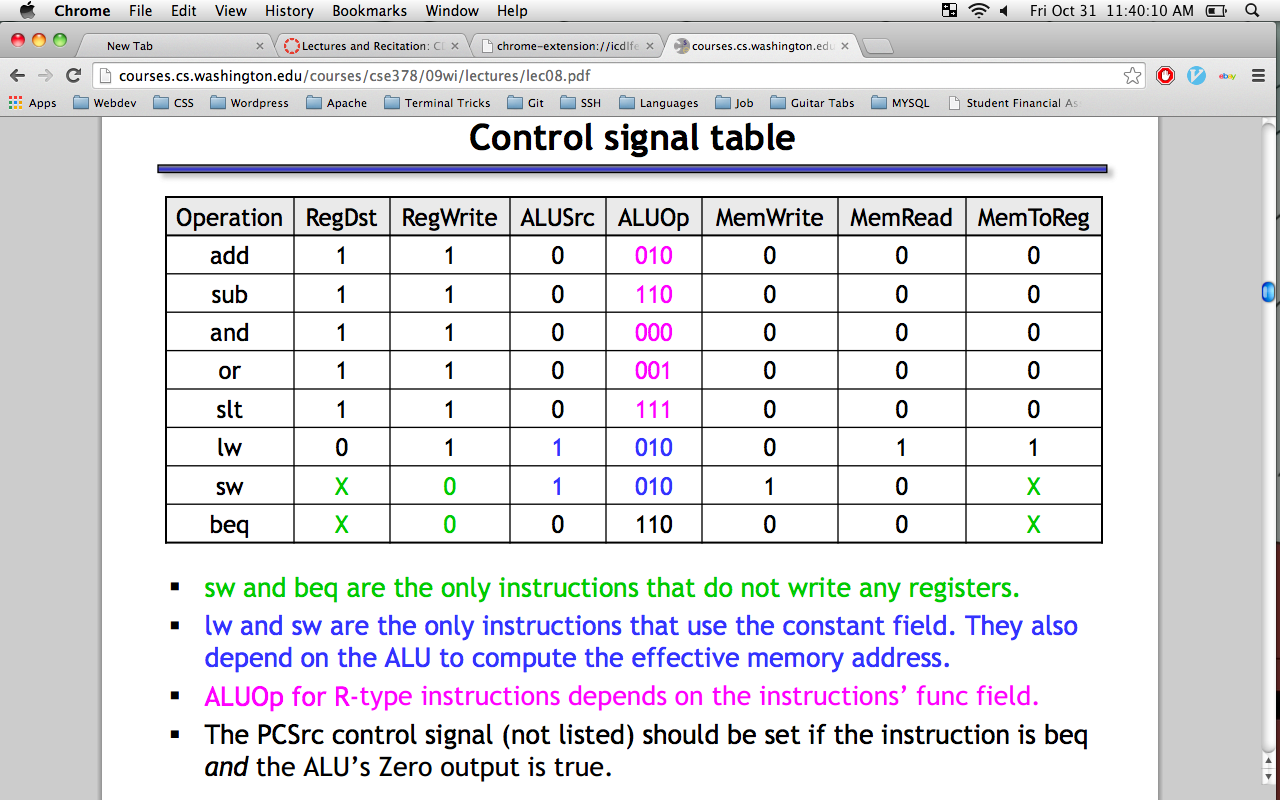 Chrome File Edit View History Bookmarks Window Help Fri Oct 31 11:40:10 AM
New Tab Lectures and Recitation: C chrome-extension://icdlfe courses.cs.washington.edu
courses.cs.washington.edu/courses/cse378/09wi/lectures/lec08.pdf ebay
Apps Webdev CSS Wordpress Apache Terminal Tricks Git SSH Languages Job Guitar Tabs MYSQL Student Financial As
Control signal table
Operation RegDst RegWrite ALUSrc ALUOp MemWrite MemRead MemToReg
add 1 1 0 010 0 0 0
sub 1 1 0 110 0 0 0
and 1 1 0 000 0 0 0
or 1 1 0 001 0 0 0
slt 1 1 0 111 0 0 0
lw 0 1 1 010 0 1 1
sw X 0 1 010 1 0 X
beq X 0 0 110 0 0 X
▪ sw and beq are the only instructions that do not write any registers.
▪ lw and sw are the only instructions that use the constant field. They also
depend on the ALU to compute the effective memory address.
▪ ALUOp for R-type instructions depends on the instructions’ func field.
▪ The PCSrc control signal (not listed) should be set if the instruction is beq
and the ALU’s Zero output is true.